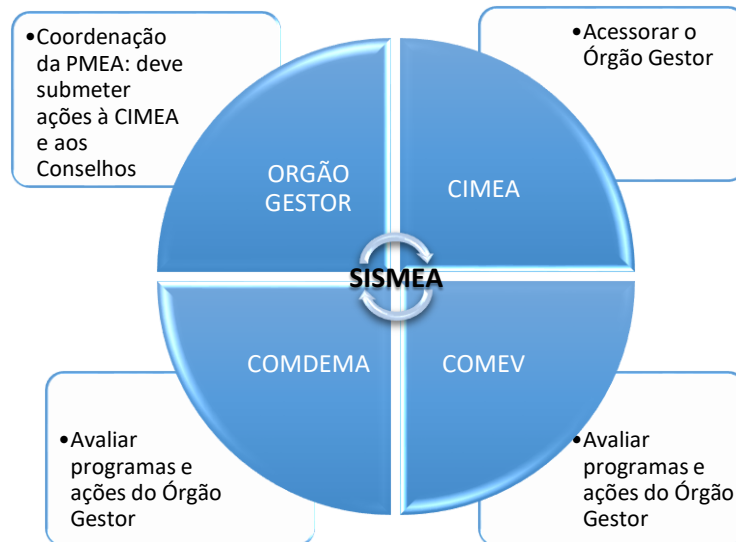 •Coordenação
da PMEA: deve
submeter
ações à CIMEA
e aos
Conselhos
•Acessorar o
Órgão Gestor
ORGÃO
GESTOR
CIMEA
SISMEA
COMDEMA
COMEV
•Avaliar
programas e
ações do Órgão
Gestor
•Avaliar
programas e
ações do Órgão
Gestor